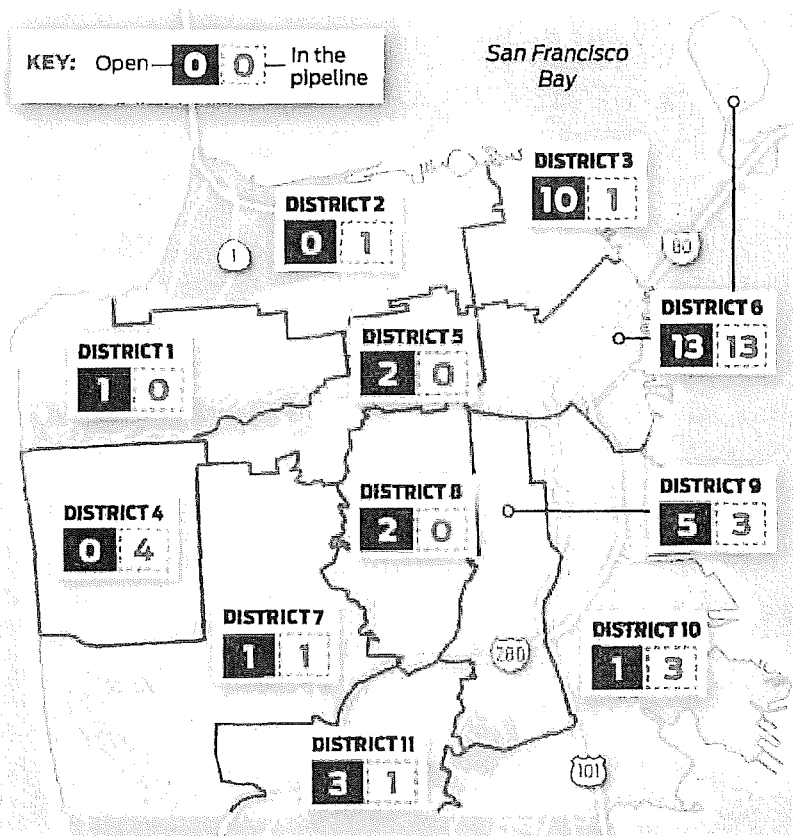 KEY: Open 0 0 In the
pipeline
San Francisco
Bay
DISTRICT 3
10 1
DISTRICT 2
0 1
1
80
DISTRICT 6
13 13
DISTRICT 1
1 0
DISTRICT 5
2 0
DISTRICT 4
0 4
DISTRICT 8
2 0
DISTRICT 9
5 3
DISTRICT 7
1 1
280
DISTRICT 10
1 3
DISTRICT 11
3 1
101